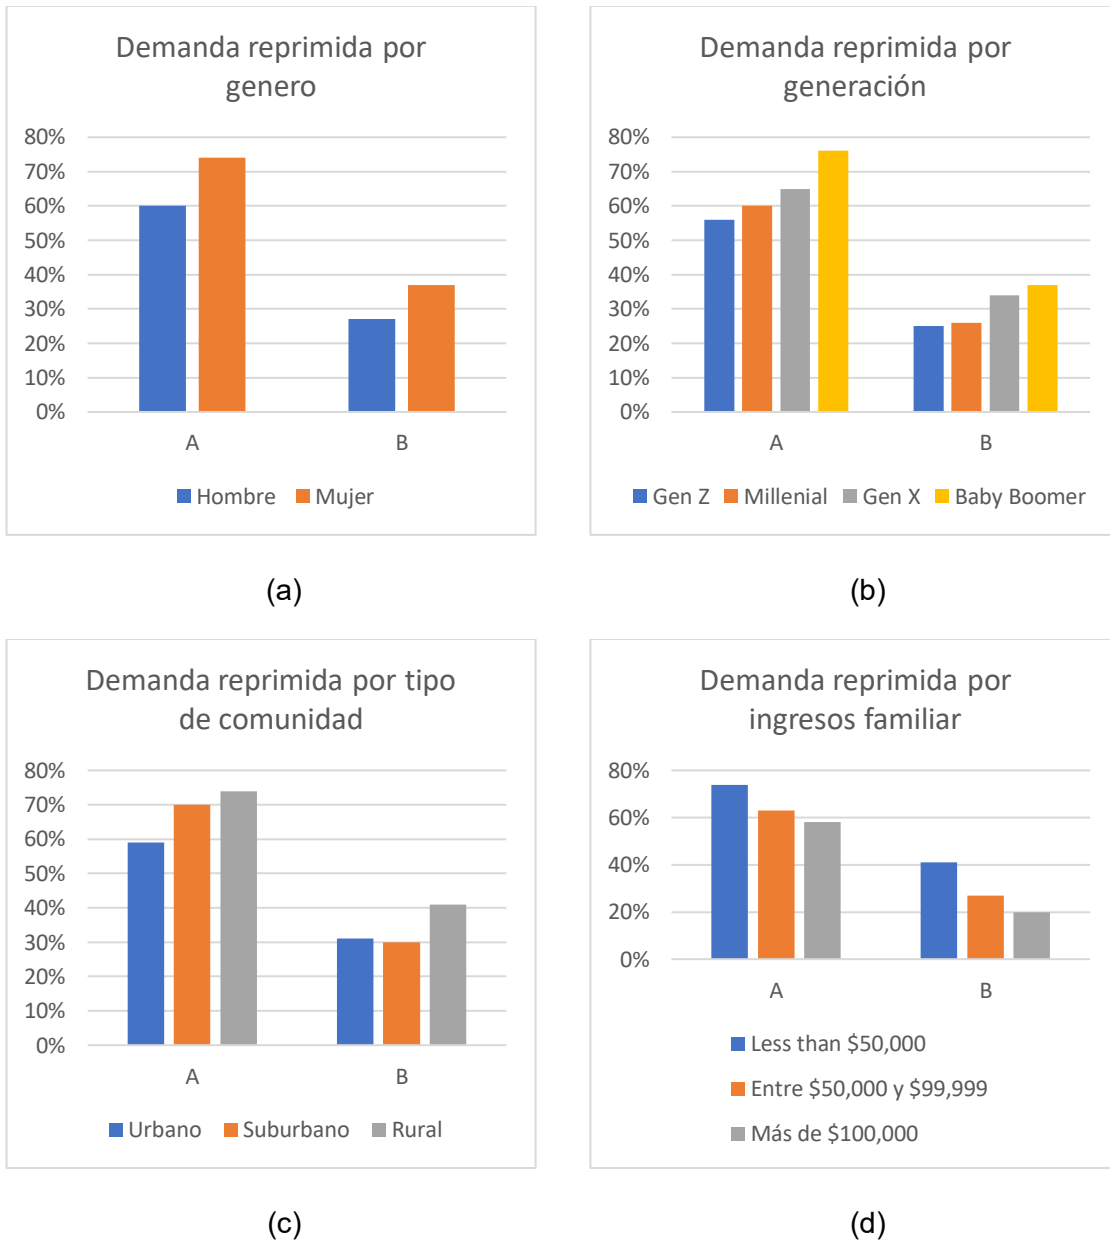 Demanda reprimida por
genero
80%
70%
60%
50%
40%
30%
20%
10%
0%
A
B
Hombre
Mujer
(a)
Demanda reprimida por
generación
80%
70%
60%
50%
40%
30%
20%
10%
0%
A
B
Gen Z
Millenial
Gen X
Baby Boomer
(b)
Demanda reprimida por tipo
de comunidad
80%
70%
60%
50%
40%
30%
20%
10%
0%
A
B
Urbano
Suburbano
Rural
(c)
Demanda reprimida por
ingresos familiar
80%
60%
40%
20%
0%
A
B
Less than $50,000
Entre $50,000 y $99,999
Más de $100,000
(d)